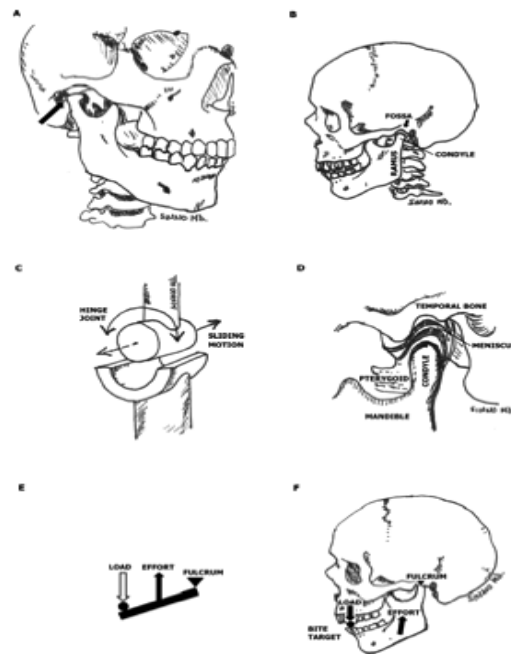 A
B
FOSSA
CONDYLE
RAMUS
C
D
HINGE
JOINT
SLIDING
MOTION
TEMPORAL BONE
MENISCU
PTERYGOID
CONDYLE
MANDIBLE
E
F
LOAD
EFFORT
FULCRUM
FULCRUM
LOAD
EFFORT
BITE
TARGET